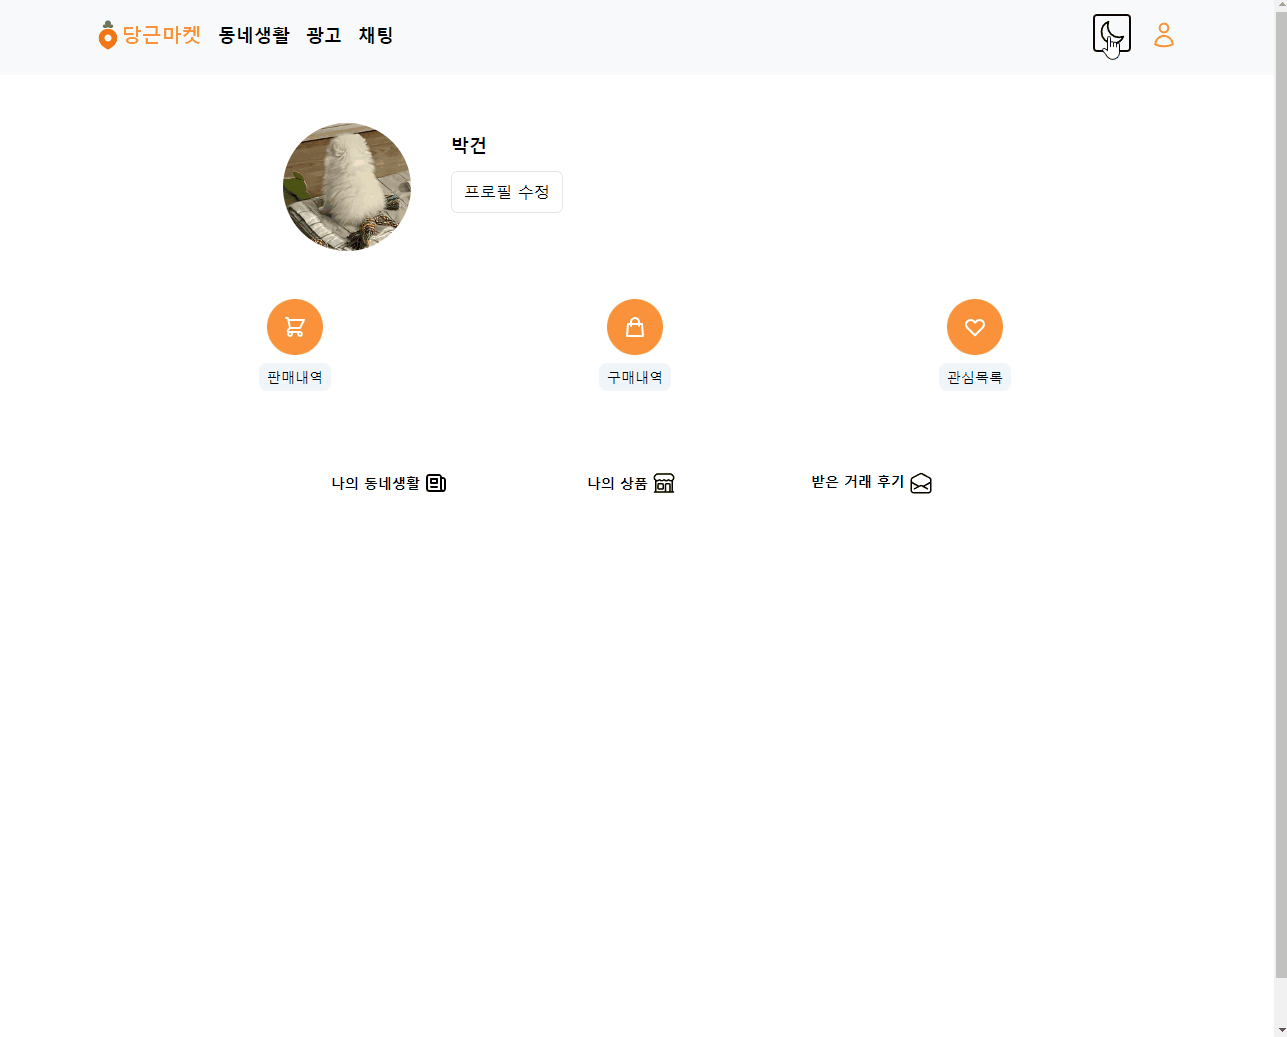 당근마켓 동네생활 광고 채팅
박건
프로필 수정
판매내역 구매내역 관심목록
나의 동네생활 나의 상품 받은 거래 후기